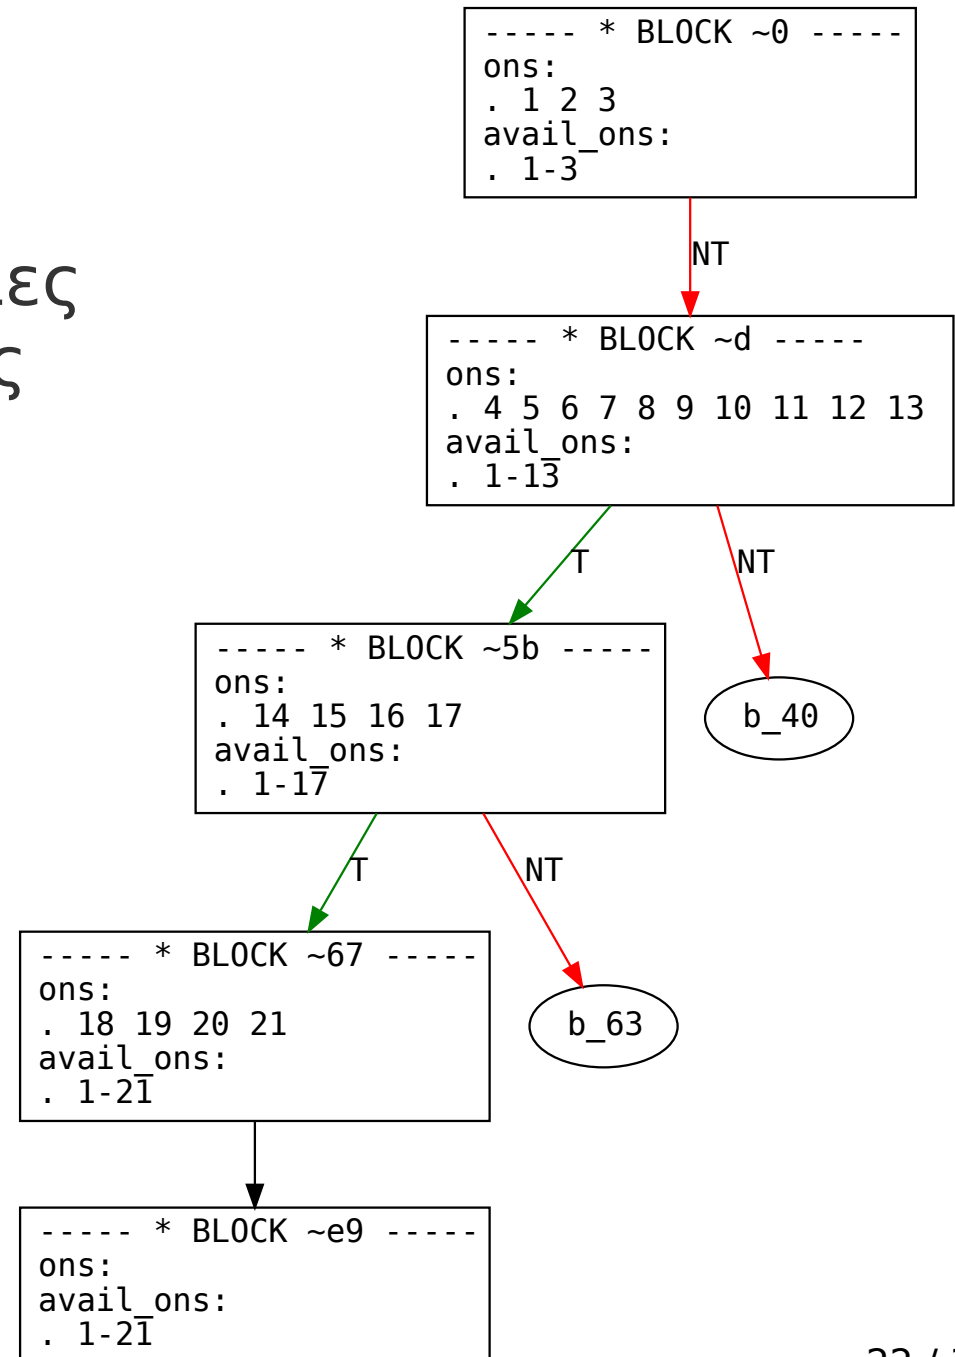 ----- * BLOCK ~0 -----
ons:
. 1 2 3
avail_ons:
. 1-3
NT
----- * BLOCK ~d -----
ons:
. 4 5 6 7 8 9 10 11 12 13
avail_ons:
. 1-13
T
NT
----- * BLOCK ~5b -----
ons:
. 14 15 16 17
avail_ons:
. 1-17
b_40
T
NT
----- * BLOCK ~67 -----
ons:
. 18 19 20 21
avail_ons:
. 1-21
b_63
----- * BLOCK ~e9 -----
ons:
avail_ons:
. 1-21